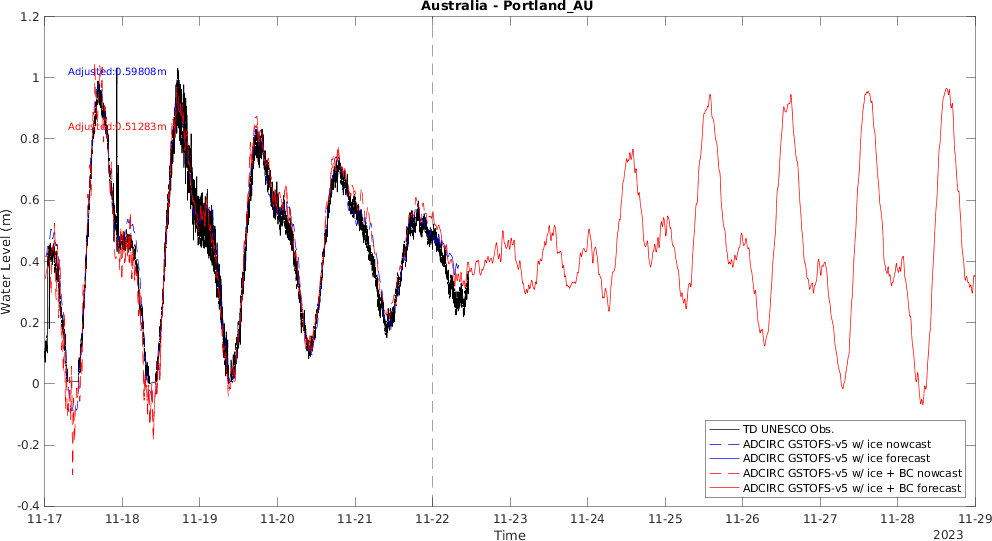 Australia - Portland_AU
1.2
1
0.8
0.6
0.4
0.2
0
-0.2
-0.4
Water Level (m)
Adjusted:0.59808m
Adjusted:0.51283m
TD UNESCO Obs.
ADCIRC GSTOFS-v5 w/ ice nowcast
ADCIRC GSTOFS-v5 w/ ice forecast
ADCIRC GSTOFS-v5 w/ ice + BC nowcast
ADCIRC GSTOFS-v5 w/ ice + BC forecast
11-17 11-18 11-19 11-20 11-21 11-22 11-23 11-24 11-25 11-26 11-27 11-28 11-29
Time
2023